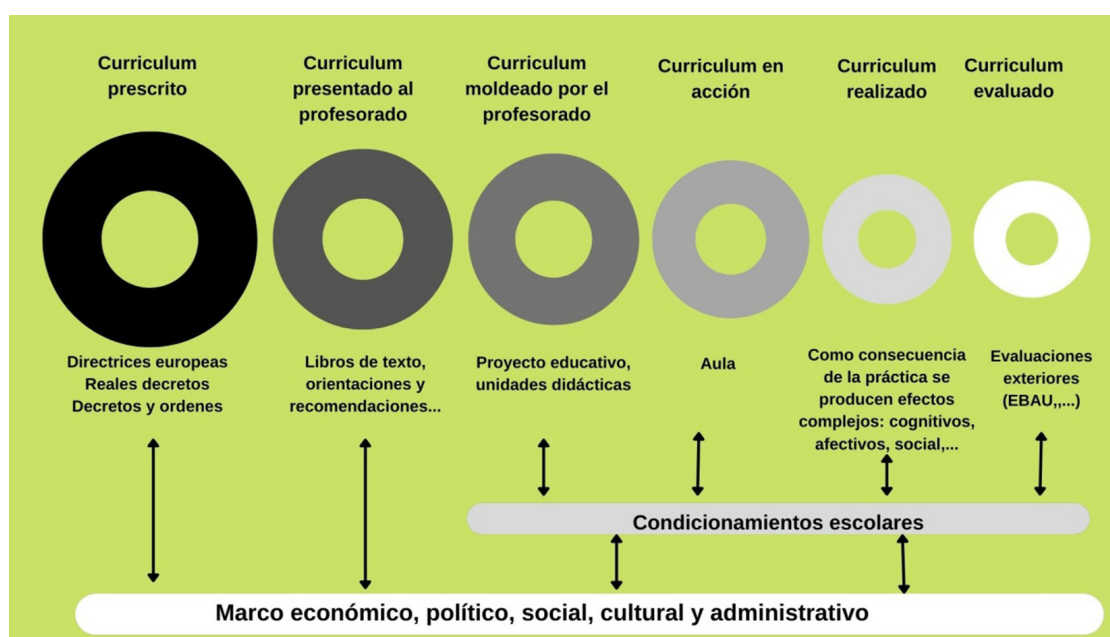 Curriculum
prescrito
Curriculum
presentado al
profesorado
Curriculum
moldeado por el
profesorado
Curriculum en
acción
Curriculum
realizado
Curriculum
evaluado
Directrices europeas
Reales decretos
Decretos y ordenes
Libros de texto,
orientaciones y
recomendaciones...
Proyecto educativo,
unidades didácticas
Aula
Como consecuencia
de la práctica se
producen efectos
complejos: cognitivos,
afectivos, social,...
Evaluaciones
exteriores
(EBAU,,...)
Condicionamientos escolares
Marco económico, político, social, cultural y administrativo